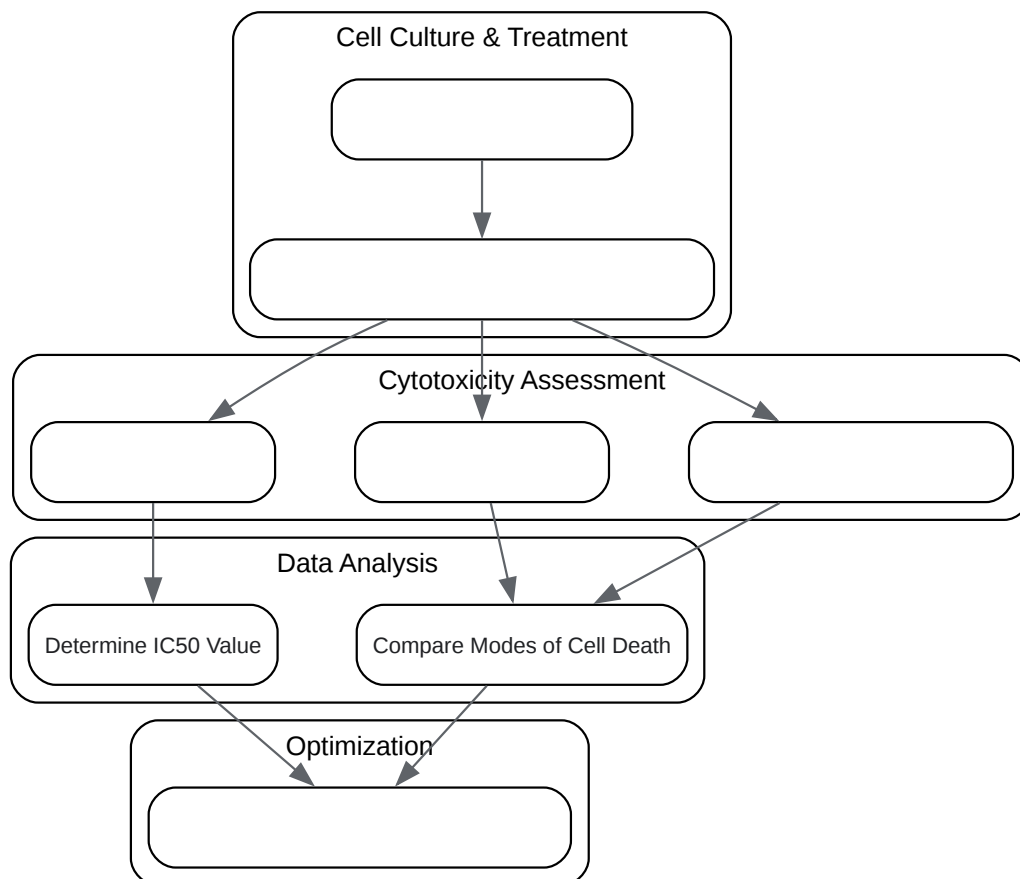 Cell Culture & Treatment
Cytotoxicity Assessment
Data Analysis
Determine IC50 Value
Compare Modes of Cell Death
Optimization